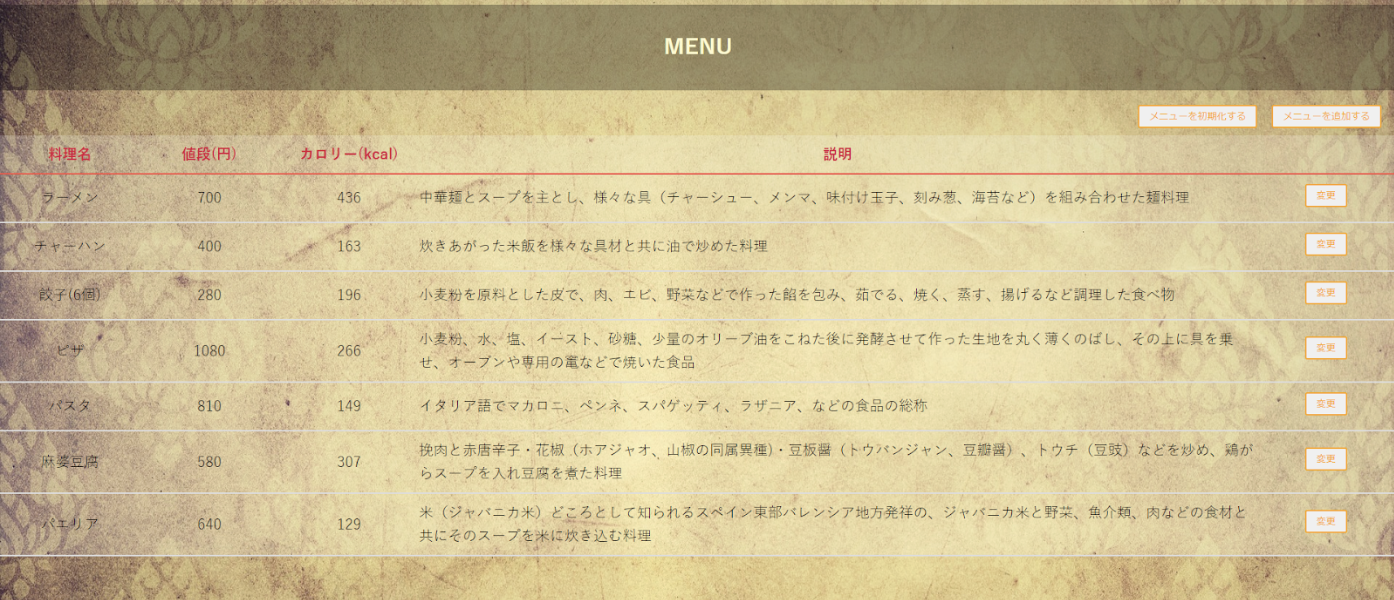 MENU
メニューを初期化する メニューを追加する
料理名 値段(円) カロリー(kcal) 説明
ラーメン 700 436 中華麺とスープを主とし、様々な具（チャーシュー、メンマ、味付け玉子、刻み葱、海苔など）を組み合わせた麺料理 変更
チャーハン 400 163 炊きあがった米飯を様々な具材と共に油で炒めた料理 変更
餃子(6個) 280 196 小麦粉を原料とした皮で、肉、エビ、野菜などで作った餡を包み、茹でる、焼く、蒸す、揚げるなど調理した食べ物 変更
ピザ 1080 266 小麦粉、水、塩、イースト、砂糖、少量のオリーブ油をこねた後に発酵させて作った生地を丸く薄くのばし、その上に具を乗
せ、オーブンや専用の竃などで焼いた食品 変更
パスタ 810 149 イタリア語でマカロニ、ペンネ、スパゲッティ、ラザニア、などの食品の総称 変更
麻婆豆腐 580 307 挽肉と赤唐辛子・花椒（ホアジャオ、山椒の同属異種)・豆板醤（トウバンジャン、豆瓣醤）、トウチ（豆豉）などを炒め、鶏が
らスープを入れ豆腐を煮た料理 変更
パエリア 640 129 米（ジャバニカ米）どころとして知られるスペイン東部バレンシア地方発祥の、ジャバニカ米と野菜、魚介類、肉などの食材と
共にそのスープを米に炊き込む料理 変更